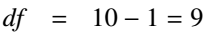 df = 10 − 1 = 9